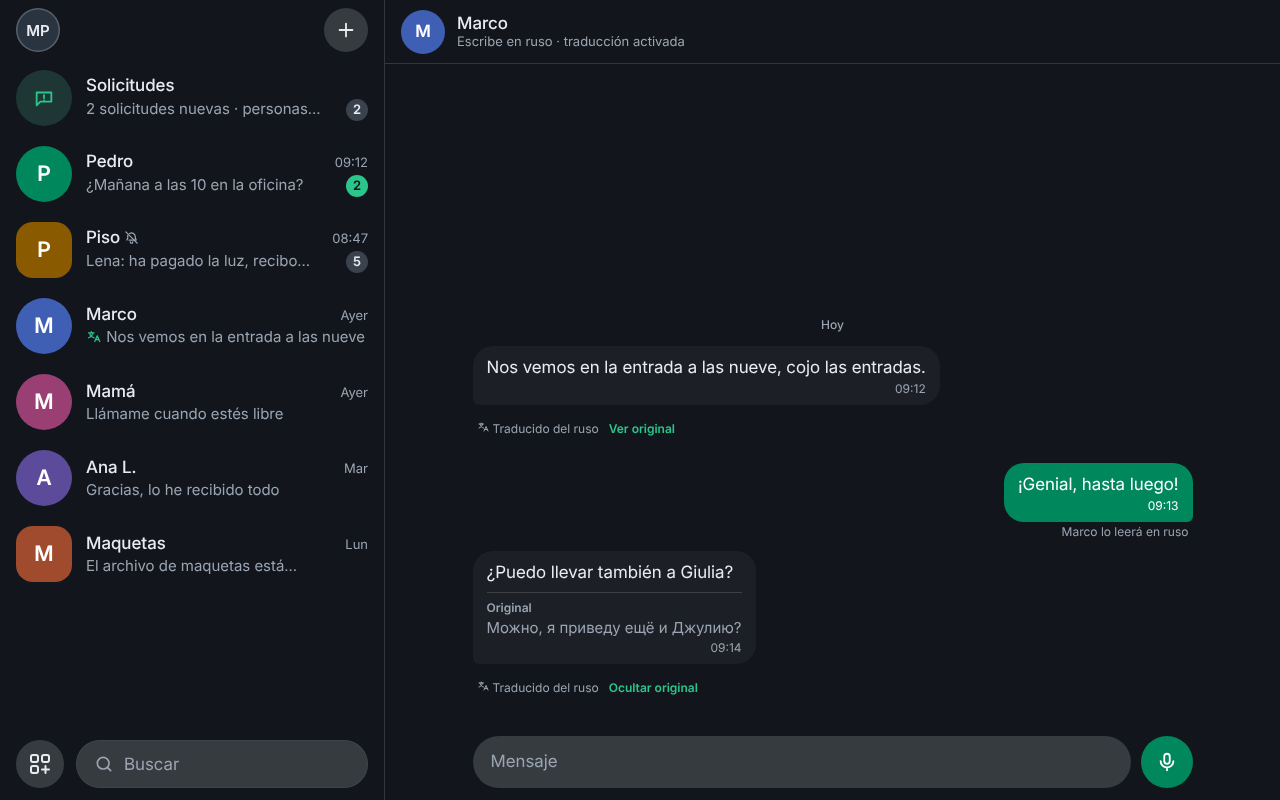 MP
Solicitudes
2 solicitudes nuevas · personas...
2
P
Pedro
09:12
¿Mañana a las 10 en la oficina?
2
P
Piso
08:47
Lena: ha pagado la luz, recibo...
5
M
Marco
Ayer
Nos vemos en la entrada a las nueve
M
Mamá
Ayer
Llámame cuando estés libre
A
Ana L.
Mar
Gracias, lo he recibido todo
M
Maquetas
Lun
El archivo de maquetas está...
Buscar
M
Marco
Escribe en ruso · traducción activada
Hoy
Nos vemos en la entrada a las nueve, cojo las entradas.
09:12
Traducido del ruso Ver original
¡Genial, hasta luego!
09:13
Marco lo leerá en ruso
¿Puedo llevar también a Giulia?
Original
Можно, я приведу ещё и Джулию?
09:14
Traducido del ruso Ocultar original
Mensaje